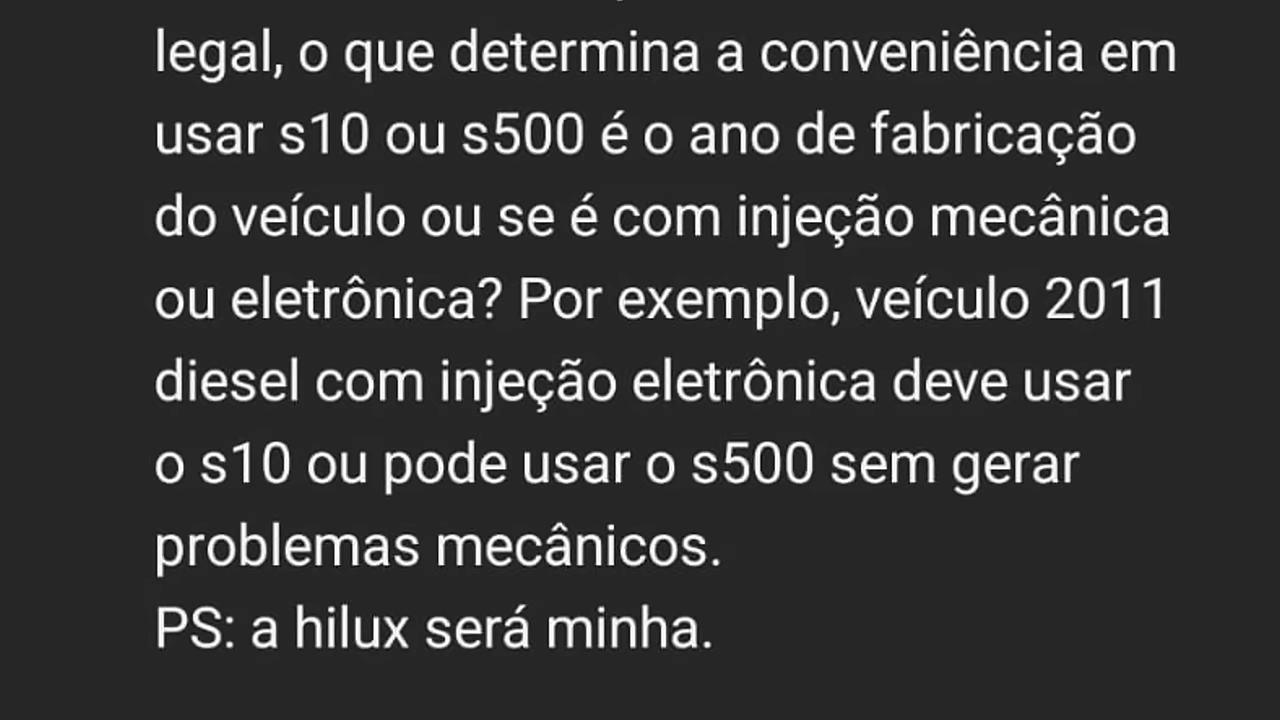 legal, o que determina a conveniência em
usar s10 ou s500 é o ano de fabricação
do veículo ou se é com injeção mecânica
ou eletrônica? Por exemplo, veículo 2011
diesel com injeção eletrônica deve usar
o s10 ou pode usar o s500 sem gerar
problemas mecânicos.
PS: a hilux será minha.